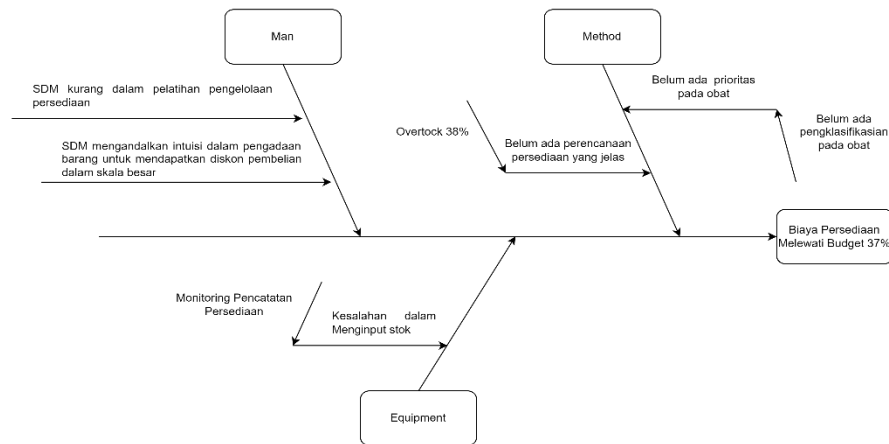 Man
Method
SDM kurang dalam pelatihan pengelolaan
persediaan
SDM mengandalkan intuisi dalam pengadaan
barang untuk mendapatkan diskon pembelian
dalam skala besar
Overtock 38%
Belum ada perencanaan
persediaan yang jelas
Belum ada prioritas
pada obat
Belum ada
pengklasifikasian
pada obat
Biaya Persediaan
Melewati Budget 37%
Monitoring Pencatatan
Persediaan
Kesalahan dalam
Menginput stok
Equipment